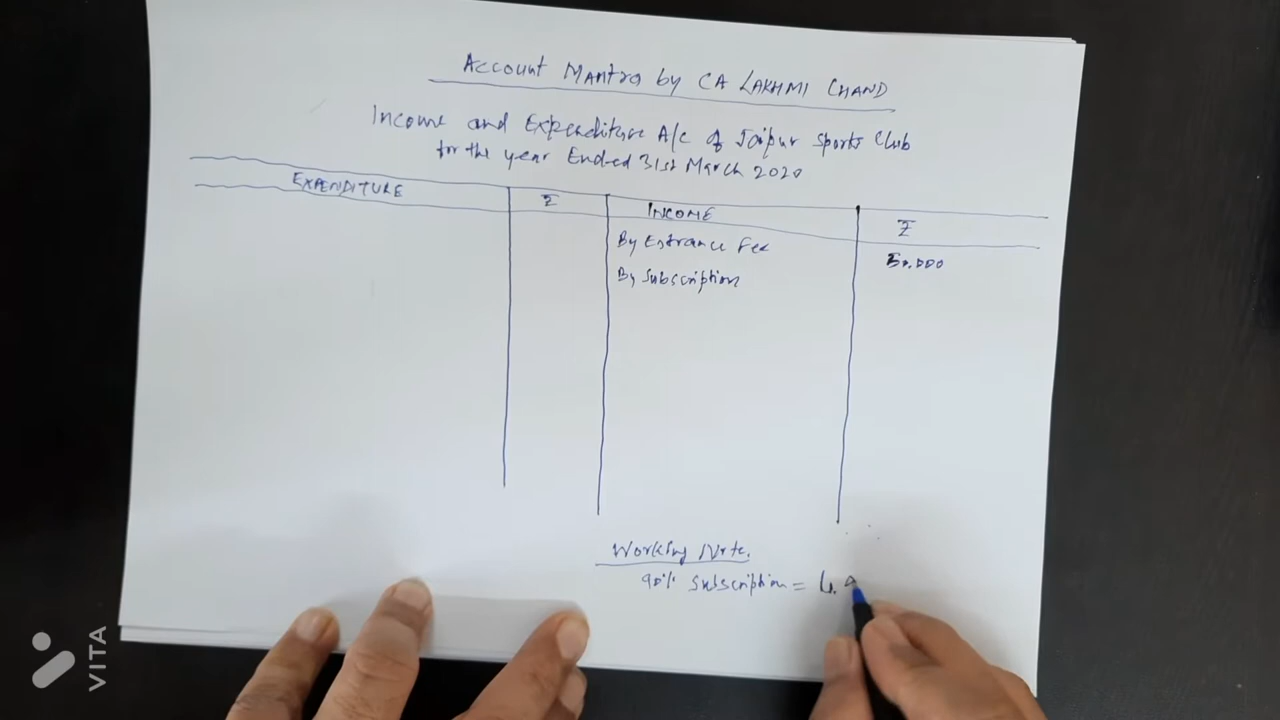 Account Mantra by CA LAKHMI CHAND
Income and Expenditure A/c of Jaipur Sports Club
for the year Ended 31st March 2020
EXPENDITURE ₹ INCOME ₹
By Entrance Fee 50,000
By Subscription
Working Note.
90% Subscription =
VITA